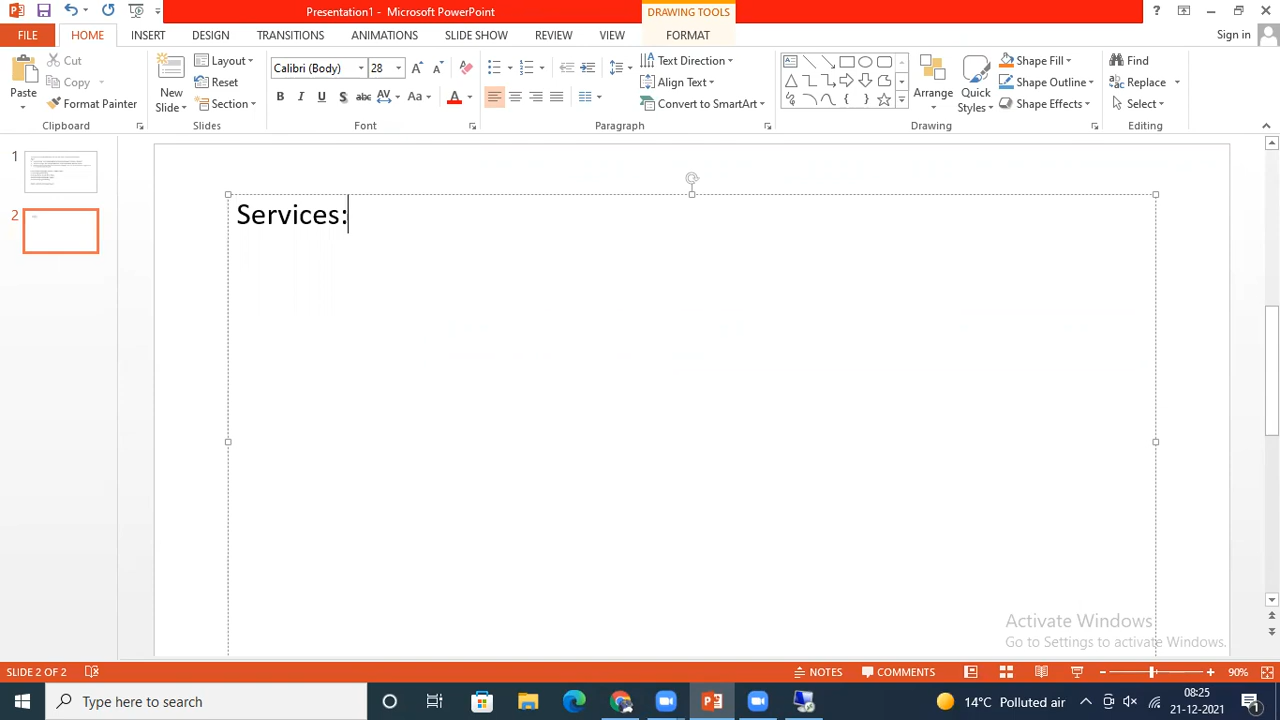 Presentation1 - Microsoft PowerPoint
DRAWING TOOLS
?
FILE
HOME
INSERT
DESIGN
TRANSITIONS
ANIMATIONS
SLIDE SHOW
REVIEW
VIEW
FORMAT
Sign in
Paste
Cut
Copy
Format Painter
Clipboard
New
Slide
Layout
Reset
Section
Slides
Calibri (Body)
28
B I U S abc AV Aa A
Font
Text Direction
Align Text
Convert to SmartArt
Paragraph
Arrange
Quick
Styles
Shape Fill
Shape Outline
Shape Effects
Drawing
Find
Replace
Select
Editing
1
2
Services:
Activate Windows
Go to Settings to activate Windows.
SLIDE 2 OF 2
NOTES
COMMENTS
90%
Type here to search
14°C Polluted air
08:25
21-12-2021
1